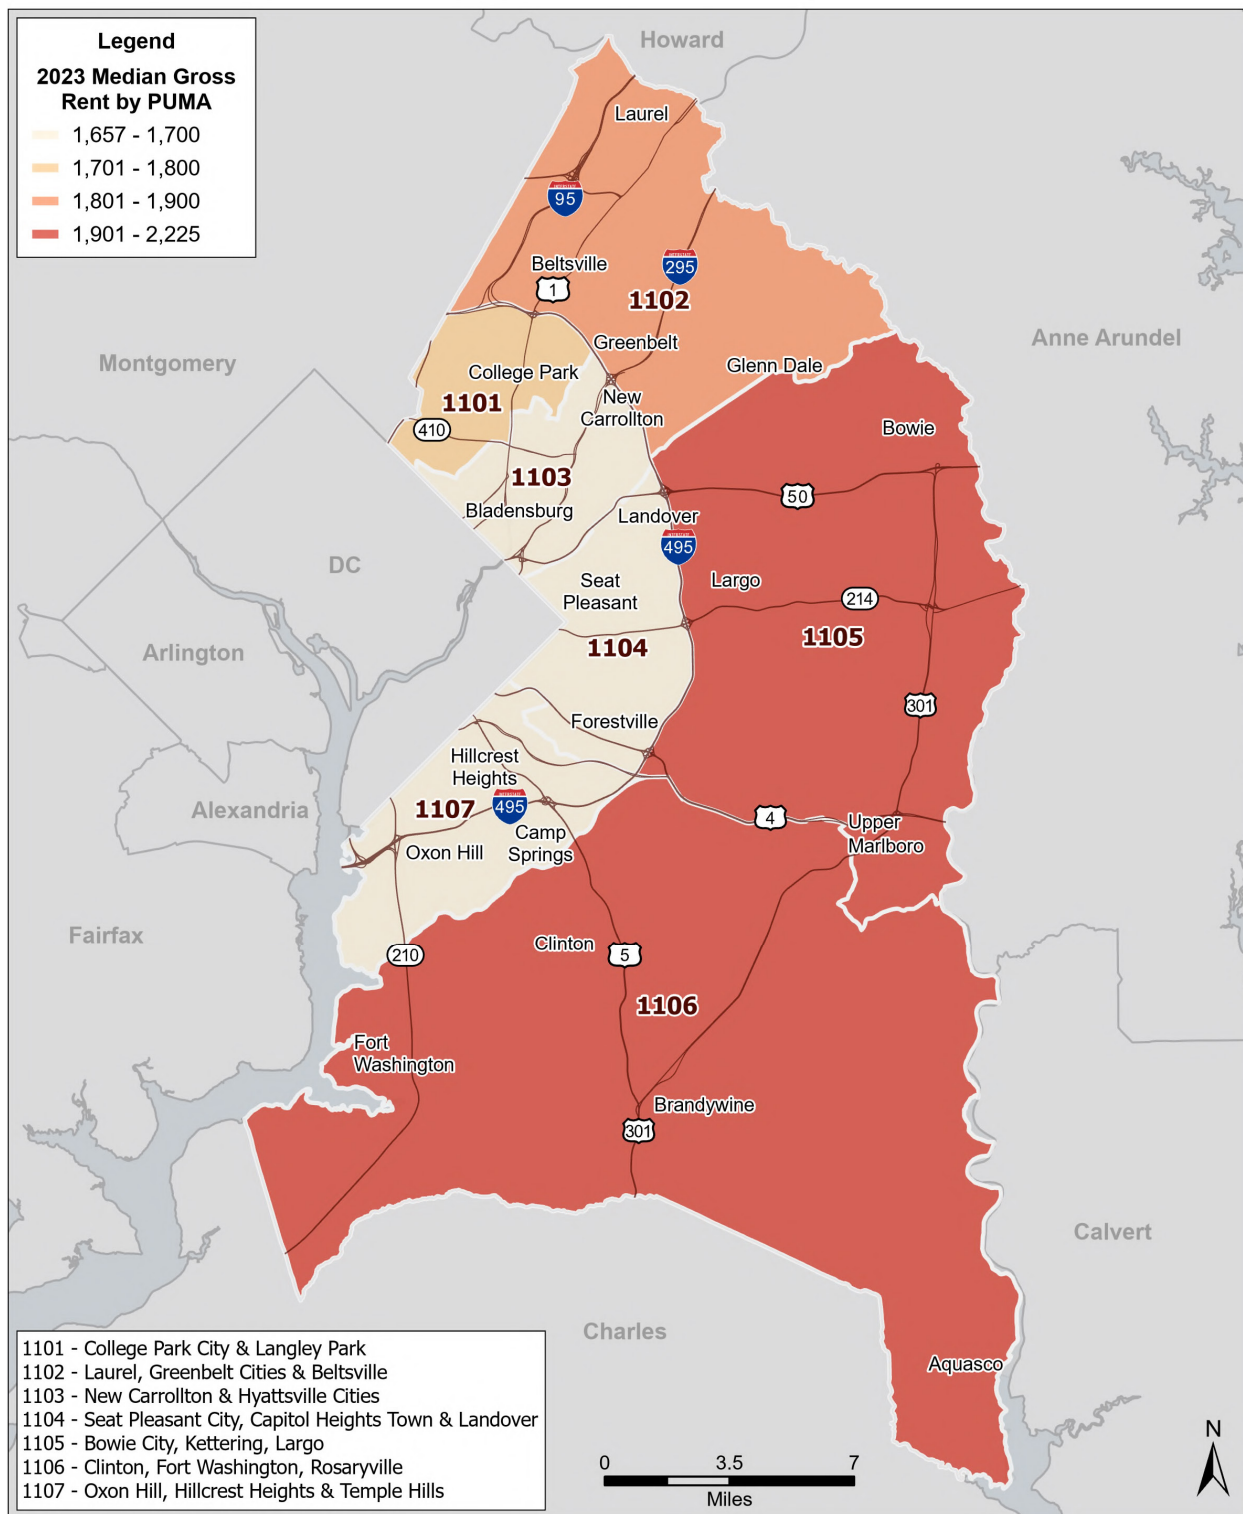 Legend
2023 Median Gross
Rent by PUMA
1,657 - 1,700
1,701 - 1,800
1,801 - 1,900
1,901 - 2,225
Howard
Laurel
INTERSTATE
95
Beltsville
1
INTERSTATE
295
1102
Anne Arundel
Montgomery
Greenbelt
College Park
Glenn Dale
1101
New
Carrollton
410
Bowie
1103
50
Bladensburg
Landover
INTERSTATE
495
DC
Seat
Pleasant
Largo
214
1105
Arlington
1104
301
Forestville
Hillcrest
Heights
Alexandria
1107
INTERSTATE
495
4
Upper
Marlboro
Camp
Springs
Oxon Hill
Fairfax
210
Clinton
5
1106
Fort
Washington
Brandywine
301
Calvert
Charles
Aquasco
1101 - College Park City & Langley Park
1102 - Laurel, Greenbelt Cities & Beltsville
1103 - New Carrollton & Hyattsville Cities
1104 - Seat Pleasant City, Capitol Heights Town & Landover
1105 - Bowie City, Kettering, Largo
1106 - Clinton, Fort Washington, Rosaryville
1107 - Oxon Hill, Hillcrest Heights & Temple Hills
0 3.5 7
Miles
N